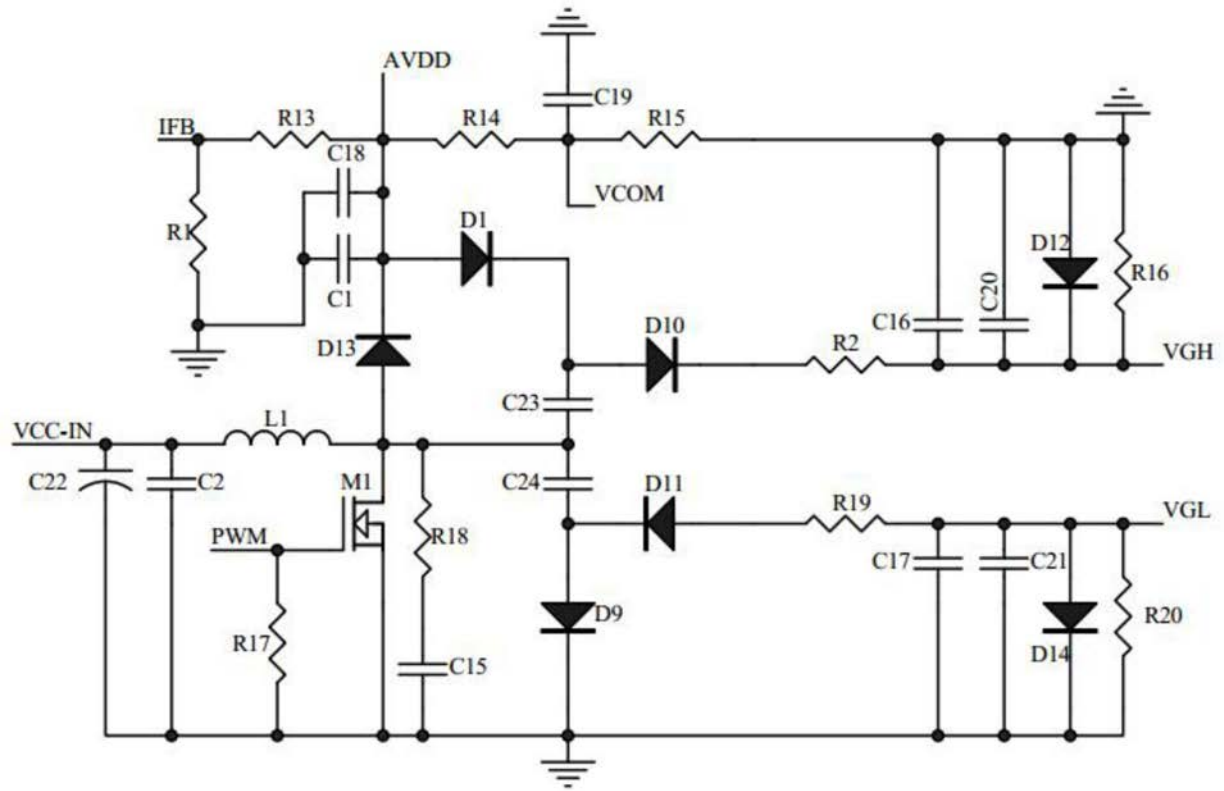 AVDD
C19
IFB
R13
R14
R15
C18
VCOM
R1
D1
D12
R16
C1
C20
D13
D10
R2
C16
VGH
C23
VCC-IN
L1
C22
C2
M1
C24
D11
R19
VGL
PWM
R18
C17
C21
R17
C15
D9
R20
D14